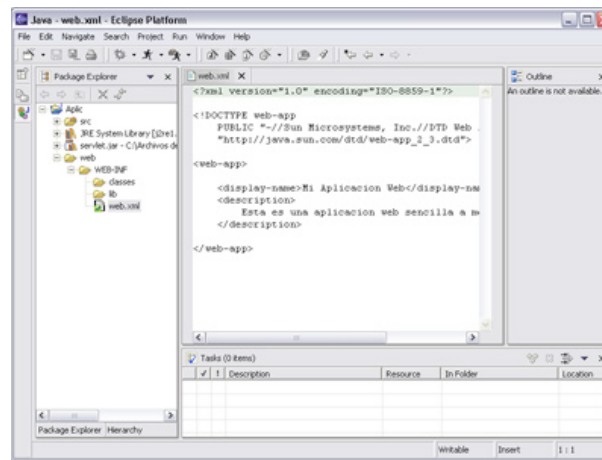 Java - web.xml - Eclipse Platform
File Edit Navigate Search Project Run Window Help
Package Explorer
Aplic
src
JRE System Library [j2re1.
servlet.jar - C:\Archivos de
web
WEB-INF
classes
lib
web.xml
Package Explorer Hierarchy
web.xml
<?xml version="1.0" encoding="ISO-8859-1"?>
<!DOCTYPE web-app
PUBLIC "-//Sun Microsystems, Inc.//DTD Web
"http://java.sun.com/dtd/web-app_2_3.dtd">
<web-app>
<display-name>Mi Aplicacion Web</display-nam
<description>
Esta es una aplicacion web sencilla a mo
</description>
</web-app>
Outline
An outline is not available.
Tasks (0 items)
! Description Resource In Folder Location
Writable Insert 1 : 1